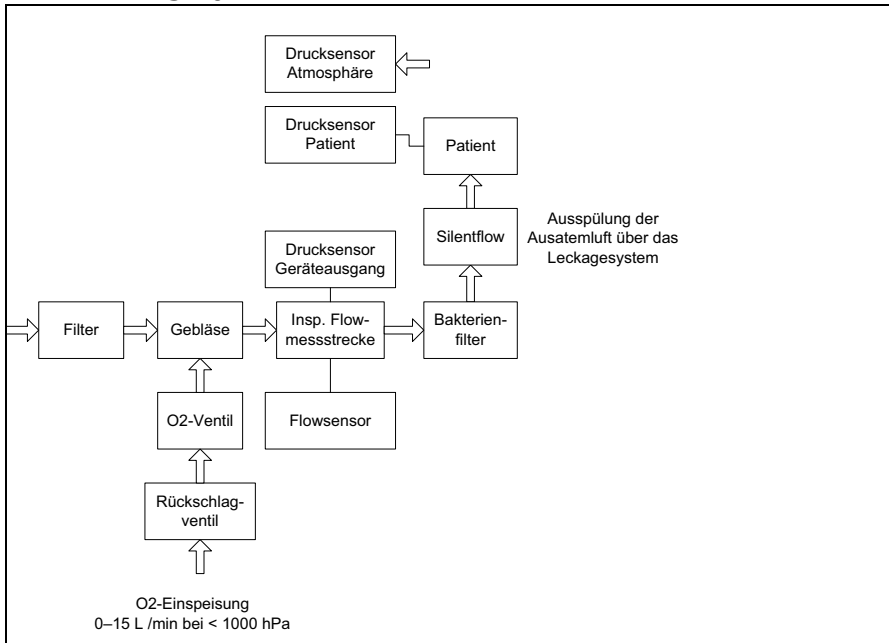 Drucksensor
Atmosphäre
Drucksensor
Patient
Patient
Silentflow
Ausspülung der
Ausatemluft über das
Leckagesystem
Drucksensor
Geräteausgang
Filter
Gebläse
Insp. Flow-
messstrecke
Bakterien-
filter
O2-Ventil
Flowsensor
Rückschlag-
ventil
O2-Einspeisung
0–15 L /min bei < 1000 hPa